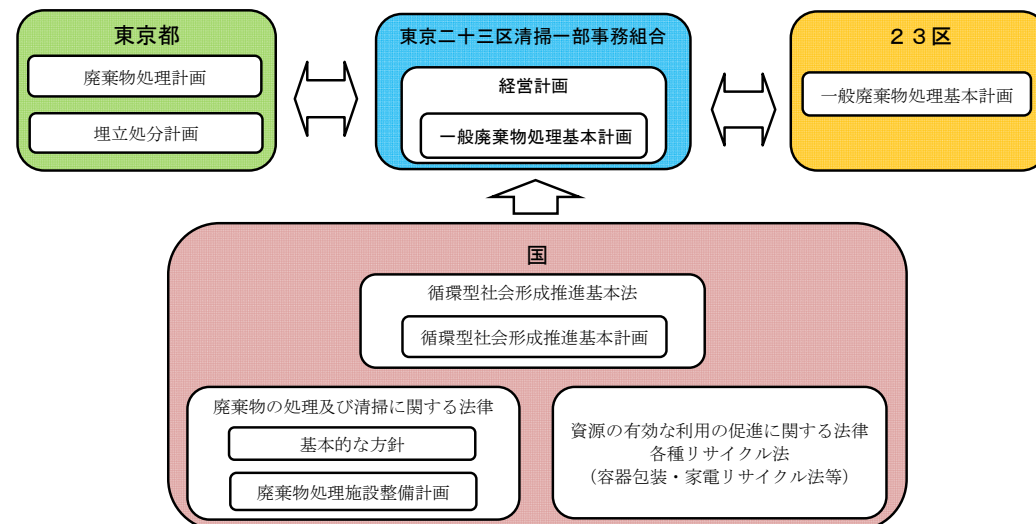 東京都
廃棄物処理計画
埋立処分計画
東京二十三区清掃一部事務組合
経営計画
一般廃棄物処理基本計画
２３区
一般廃棄物処理基本計画
国
循環型社会形成推進基本法
循環型社会形成推進基本計画
廃棄物の処理及び清掃に関する法律
基本的な方針
廃棄物処理施設整備計画
資源の有効な利用の促進に関する法律
各種リサイクル法
（容器包装・家電リサイクル法等）